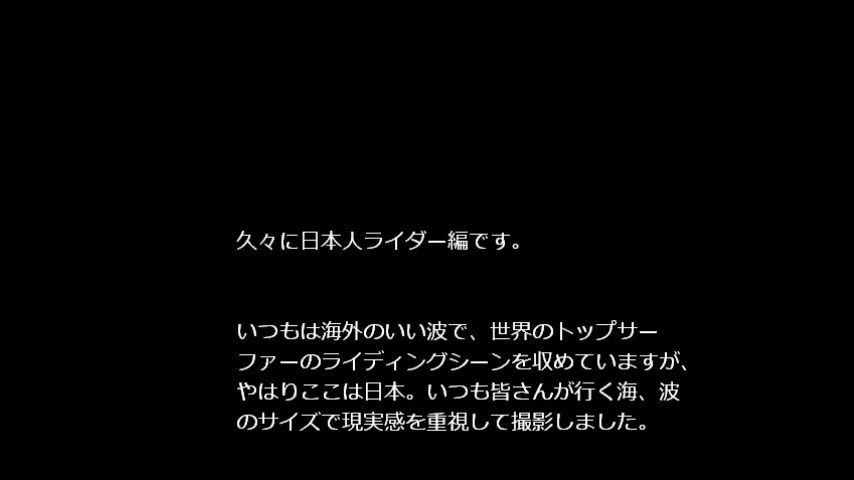 久々に日本人ライダー編です。
いつもは海外のいい波で、世界のトップサー
ファーのライディングシーンを収めていますが、
やはりここは日本。いつも皆さんが行く海、波
のサイズで現実感を重視して撮影しました。